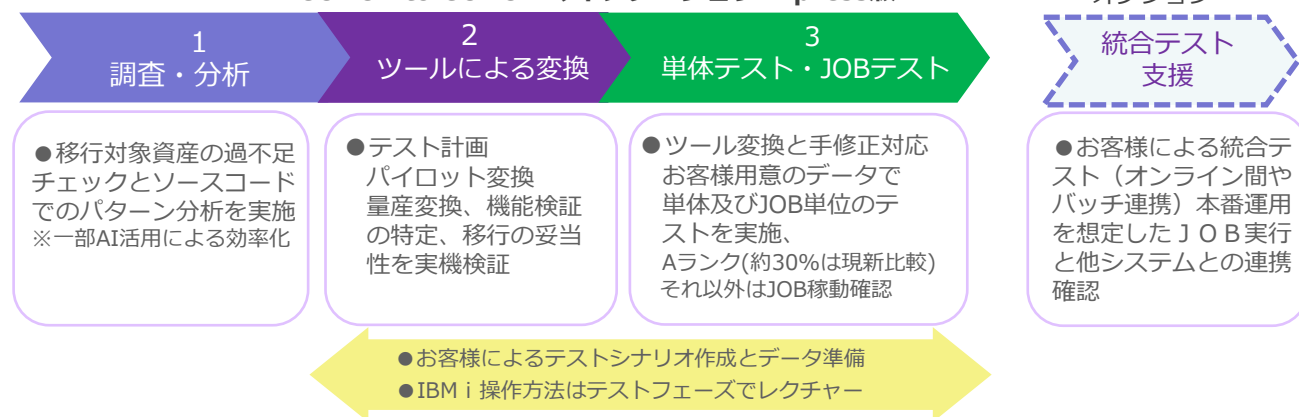 1
調査・分析
2
ツールによる変換
3
単体テスト・JOBテスト
統合テスト
支援
●移行対象資産の過不足
チェックとソースコード
でのパターン分析を実施
※一部AI活用による効率化
●テスト計画
パイロット変換
量産変換、機能検証
の特定、移行の妥当
性を実機検証
●ツール変換と手修正対応
お客様用意のデータで
単体及びJOB単位のテ
ストを実施、
Aランク(約30%は現新比較)
それ以外はJOB稼動確認
●お客様による統合テ
スト（オンライン間や
バッチ連携）本番運用
を想定したＪＯＢ実行
と他システムとの連携
確認
●お客様によるテストシナリオ作成とデータ準備
●IBM i 操作方法はテストフェーズでレクチャー